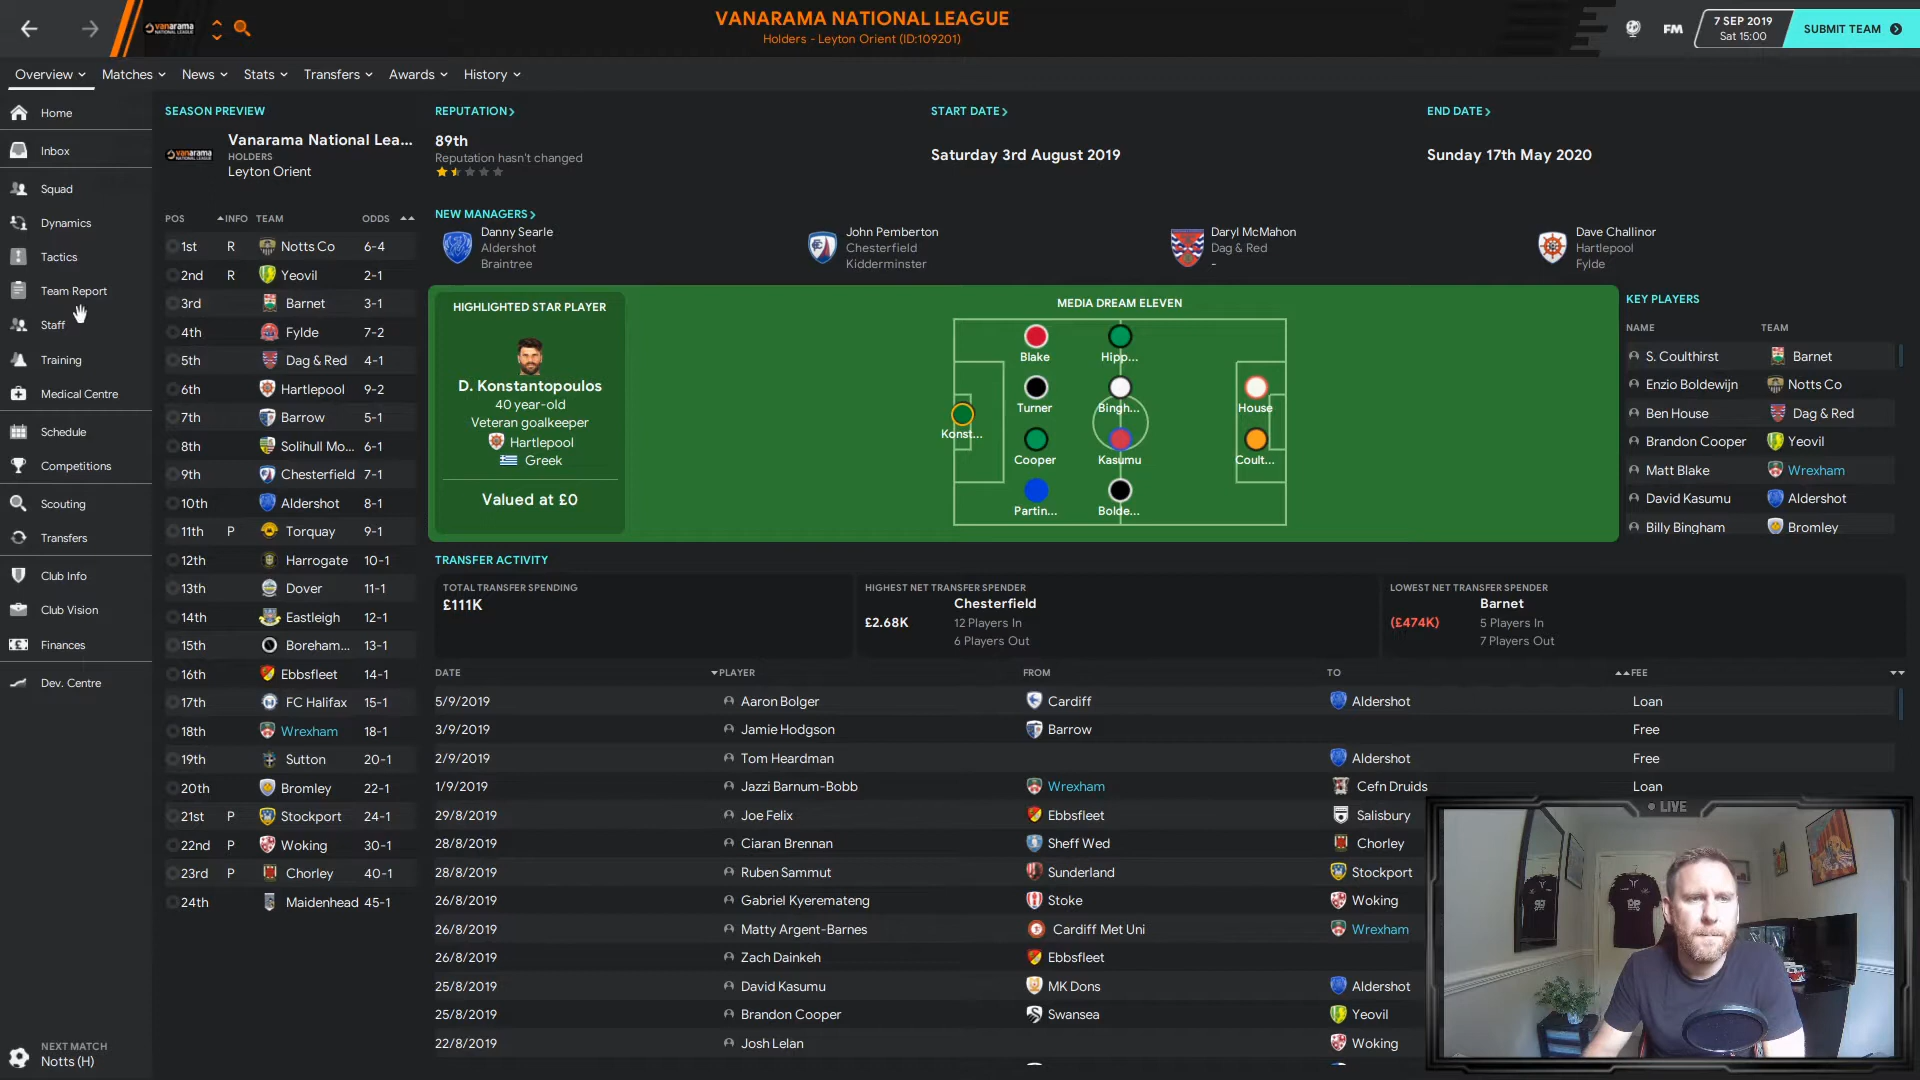 VANARAMA NATIONAL LEAGUE
Holders - Leyton Orient (ID:109201)
FM
7 SEP 2019
Sat 15:00
SUBMIT TEAM
Overview
Matches
News
Stats
Transfers
Awards
History
Home
Inbox
Squad
Dynamics
Tactics
Team Report
Staff
Training
Medical Centre
Schedule
Competitions
Scouting
Transfers
Club Info
Club Vision
Finances
Dev. Centre
NEXT MATCH
Notts (H)
SEASON PREVIEW
vanarama
Vanarama National Lea...
HOLDERS
Leyton Orient
POS INFO TEAM ODDS
1st R Notts Co 6-4
2nd R Yeovil 2-1
3rd Barnet 3-1
4th Fylde 7-2
5th Dag & Red 4-1
6th Hartlepool 9-2
7th Barrow 5-1
8th Solihull Mo... 6-1
9th Chesterfield 7-1
10th Aldershot 8-1
11th P Torquay 9-1
12th Harrogate 10-1
13th Dover 11-1
14th Eastleigh 12-1
15th Boreham... 13-1
16th Ebbsfleet 14-1
17th FC Halifax 15-1
18th Wrexham 18-1
19th Sutton 20-1
20th Bromley 22-1
21st P Stockport 24-1
22nd P Woking 30-1
23rd P Chorley 40-1
24th Maidenhead 45-1
REPUTATION
89th
Reputation hasn't changed
START DATE
Saturday 3rd August 2019
END DATE
Sunday 17th May 2020
NEW MANAGERS
Danny Searle
Aldershot
Braintree
John Pemberton
Chesterfield
Kidderminster
Daryl McMahon
Dag & Red
-
Dave Challinor
Hartlepool
Fylde
HIGHLIGHTED STAR PLAYER
D. Konstantopoulos
40 year-old
Veteran goalkeeper
Hartlepool
Greek
Valued at £0
MEDIA DREAM ELEVEN
Blake
Hipp...
Turner
Bingh...
House
Konst...
Cooper
Kasumu
Coult...
Partin...
Bolde...
KEY PLAYERS
NAME TEAM
S. Coulthirst Barnet
Enzio Boldewijn Notts Co
Ben House Dag & Red
Brandon Cooper Yeovil
Matt Blake Wrexham
David Kasumu Aldershot
Billy Bingham Bromley
TRANSFER ACTIVITY
TOTAL TRANSFER SPENDING
£111K
HIGHEST NET TRANSFER SPENDER
£2.68K
Chesterfield
12 Players In
6 Players Out
LOWEST NET TRANSFER SPENDER
(£474K)
Barnet
5 Players In
7 Players Out
DATE PLAYER FROM TO FEE
5/9/2019 Aaron Bolger Cardiff Aldershot Loan
3/9/2019 Jamie Hodgson Barrow Free
2/9/2019 Tom Heardman Aldershot Free
1/9/2019 Jazzi Barnum-Bobb Wrexham Cefn Druids Loan
29/8/2019 Joe Felix Ebbsfleet Salisbury
28/8/2019 Ciaran Brennan Sheff Wed Chorley
28/8/2019 Ruben Sammut Sunderland Stockport
26/8/2019 Gabriel Kyeremateng Stoke Woking
26/8/2019 Matty Argent-Barnes Cardiff Met Uni Wrexham
26/8/2019 Zach Dainkeh Ebbsfleet
25/8/2019 David Kasumu MK Dons Aldershot
25/8/2019 Brandon Cooper Swansea Yeovil
22/8/2019 Josh Lelan Woking
LIVE